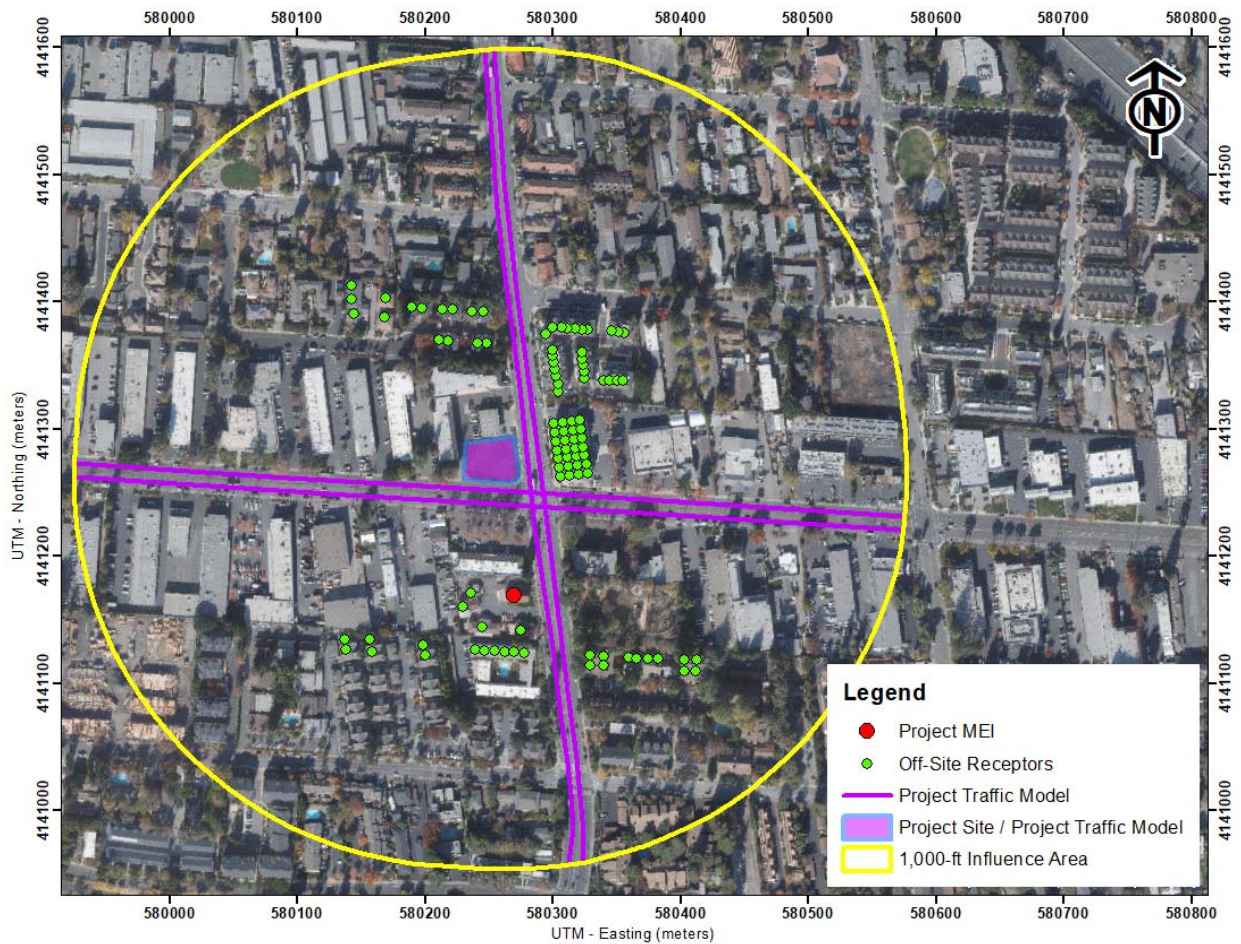 580000 580100 580200 580300 580400 580500 580600 580700 580800
4141600 4141600
N
4141500 4141500
4141400 4141400
UTM - Northing (meters)
4141300 4141300
4141200 4141200
4141100 4141100
4141000 4141000
Legend
Project MEI
Off-Site Receptors
Project Traffic Model
Project Site / Project Traffic Model
1,000-ft Influence Area
580000 580100 580200 580300 580400 580500 580600 580700 580800
UTM - Easting (meters)